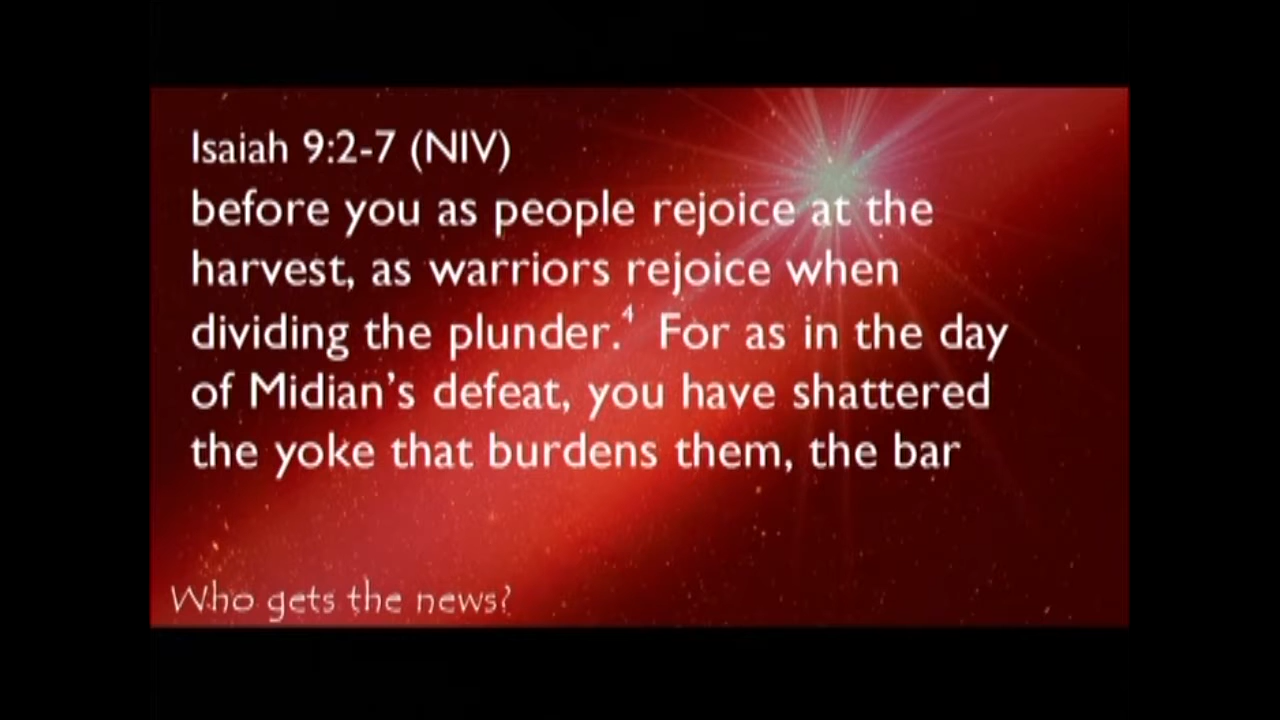 Isaiah 9:2-7 (NIV)
before you as people rejoice at the
harvest, as warriors rejoice when
dividing the plunder.⁴ For as in the day
of Midian’s defeat, you have shattered
the yoke that burdens them, the bar
Who gets the news?